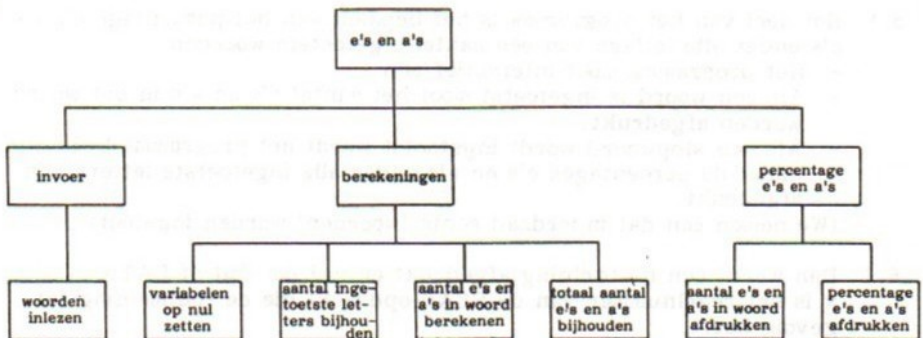 e's en a's
invoer
berekeningen
percentage
e's en a's
woorden
inlezen
variabelen
op nul
zetten
aantal inge-
toetste let-
ters bijhou-
den
aantal e's en
a's in woord
berekenen
totaal aantal
e's en a's
bijhouden
aantal e's en
a's in woord
afdrukken
percentage
e's en a's
afdrukken